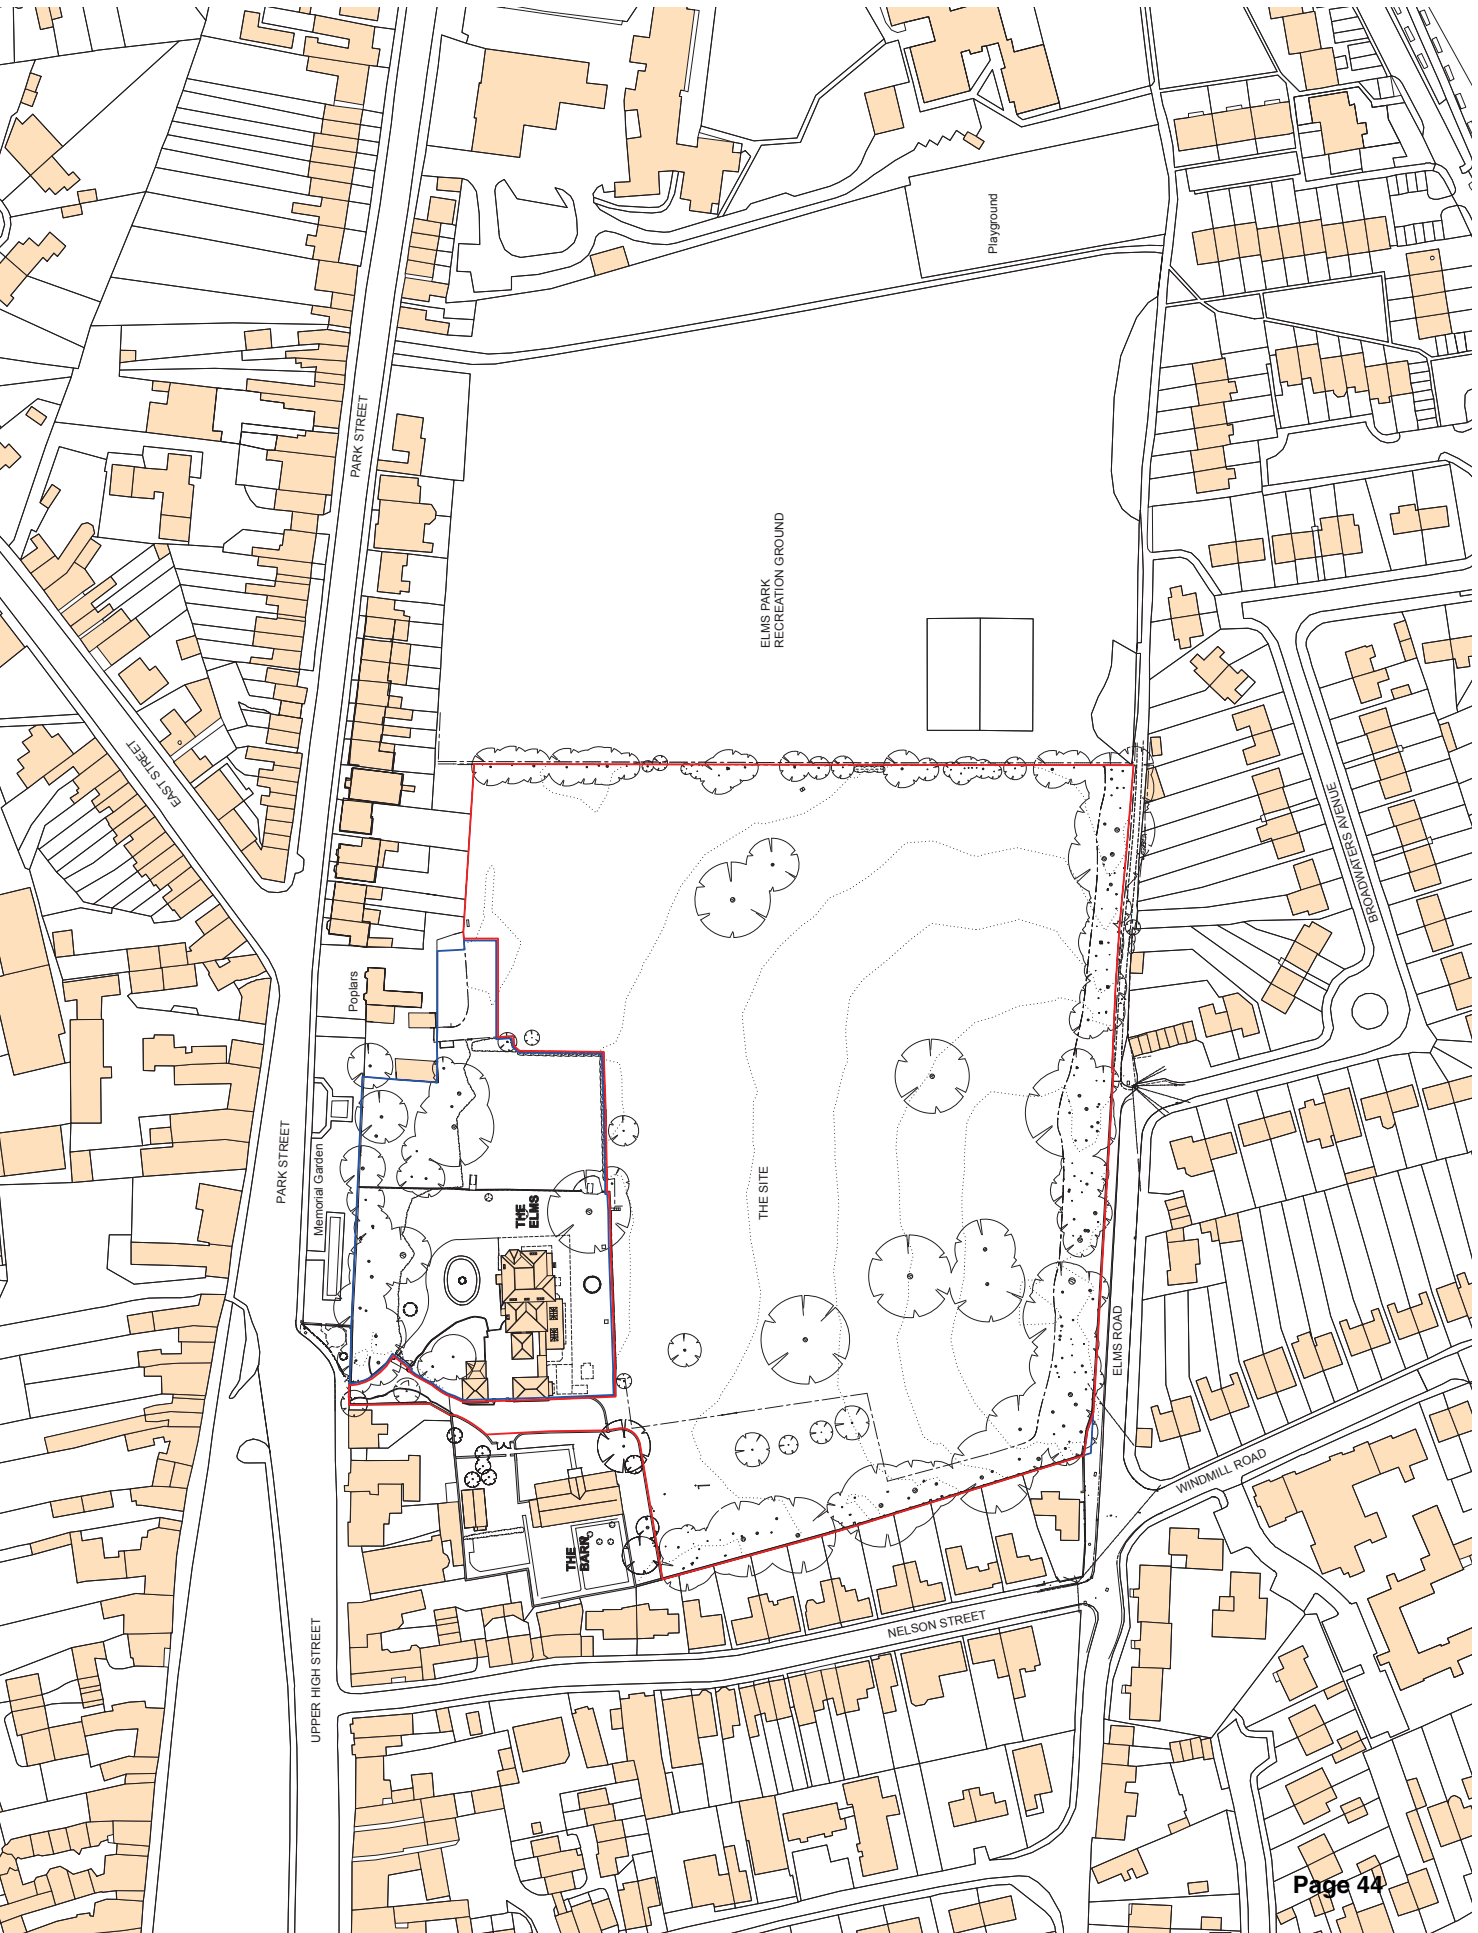 Playground
PARK STREET
ELMS PARK
RECREATION GROUND
EAST STREET
BROADWATERS AVENUE
Poplars
PARK STREET
Memorial Garden
THE
ELMS
THE SITE
ELMS ROAD
WINDMILL ROAD
THE
BARN
NELSON STREET
UPPER HIGH STREET
Page 44